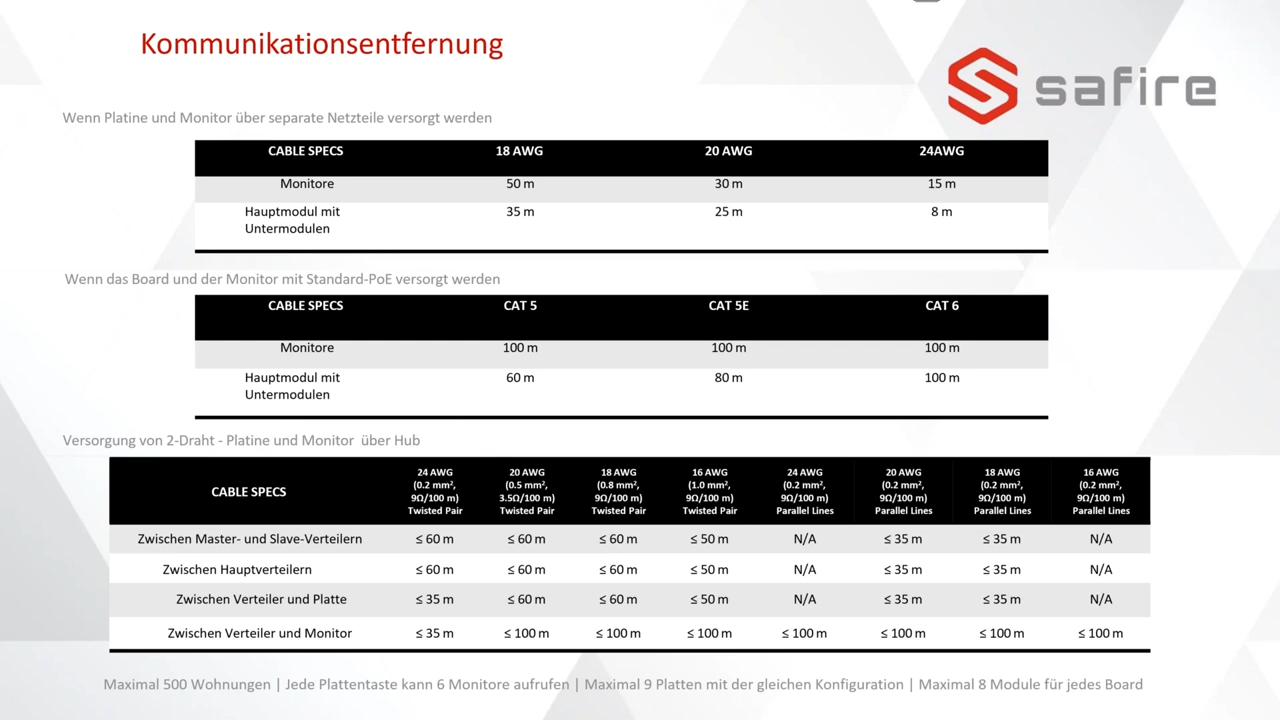 Kommunikationsentfernung
safire
Wenn Platine und Monitor über separate Netzteile versorgt werden
CABLE SPECS 18 AWG 20 AWG 24AWG
Monitore 50 m 30 m 15 m
Hauptmodul mit 35 m 25 m 8 m
Untermodulen
Wenn das Board und der Monitor mit Standard-PoE versorgt werden
CABLE SPECS CAT 5 CAT 5E CAT 6
Monitore 100 m 100 m 100 m
Hauptmodul mit 60 m 80 m 100 m
Untermodulen
Versorgung von 2-Draht - Platine und Monitor über Hub
24 AWG 20 AWG 18 AWG 16 AWG 24 AWG 20 AWG 18 AWG 16 AWG
(0.2 mm², (0.5 mm², (0.8 mm², (1.0 mm², (0.2 mm², (0.2 mm², (0.2 mm², (0.2 mm²,
CABLE SPECS
9Ω/100 m) 3.5Ω/100 m) 9Ω/100 m) 9Ω/100 m) 9Ω/100 m) 9Ω/100 m) 9Ω/100 m) 9Ω/100 m)
Twisted Pair Twisted Pair Twisted Pair Twisted Pair Parallel Lines Parallel Lines Parallel Lines Parallel Lines
Zwischen Master- und Slave-Verteilern ≤ 60 m ≤ 60 m ≤ 60 m ≤ 50 m N/A ≤ 35 m ≤ 35 m N/A
Zwischen Hauptverteilern ≤ 60 m ≤ 60 m ≤ 60 m ≤ 50 m N/A ≤ 35 m ≤ 35 m N/A
Zwischen Verteiler und Platte ≤ 35 m ≤ 60 m ≤ 60 m ≤ 50 m N/A ≤ 35 m ≤ 35 m N/A
Zwischen Verteiler und Monitor ≤ 35 m ≤ 100 m ≤ 100 m ≤ 100 m ≤ 100 m ≤ 100 m ≤ 100 m ≤ 100 m
Maximal 500 Wohnungen | Jede Plattentaste kann 6 Monitore aufrufen | Maximal 9 Platten mit der gleichen Konfiguration | Maximal 8 Module für jedes Board